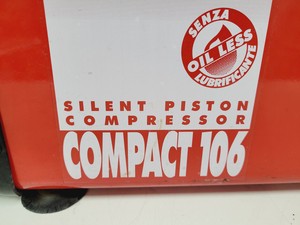 SENZA
OIL LESS
LUBRIFICANTE
SILENT PISTON
COMPRESSOR
COMPACT 106